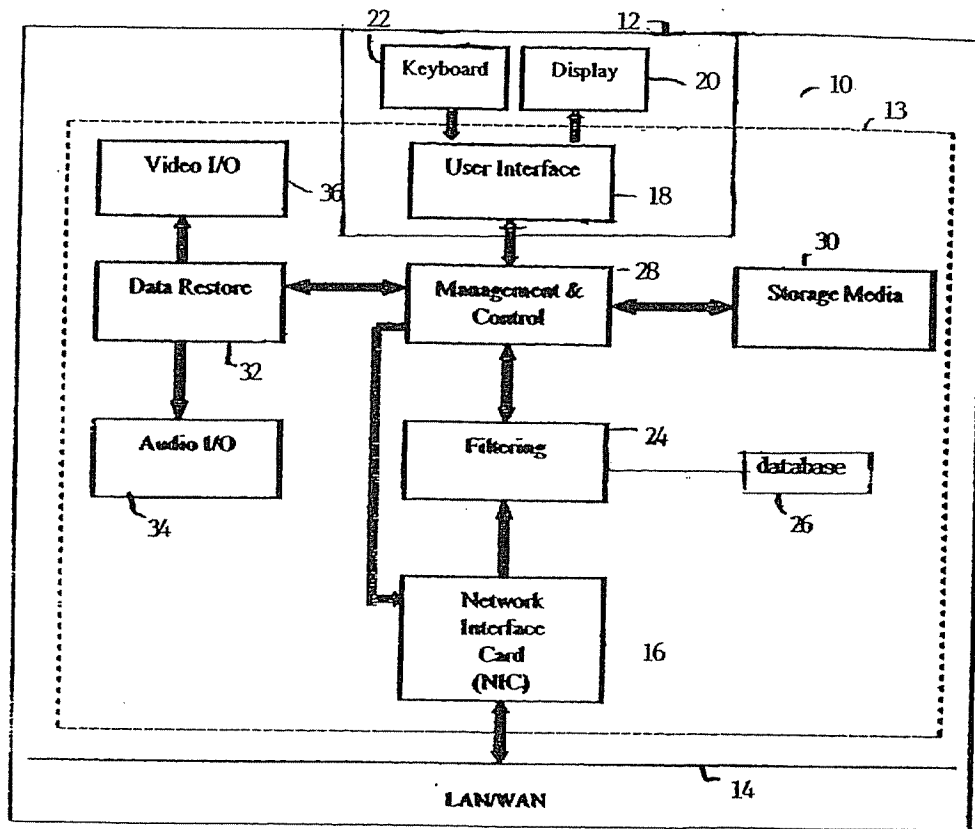 22
12
Keyboard
Display
20
10
13
Video I/O
36
User Interface
18
30
Data Restore
32
Management &
Control
28
Storage Media
Audio I/O
34
Filtering
24
database
26
Network
Interface
Card
(NIC)
16
14
LAN/WAN